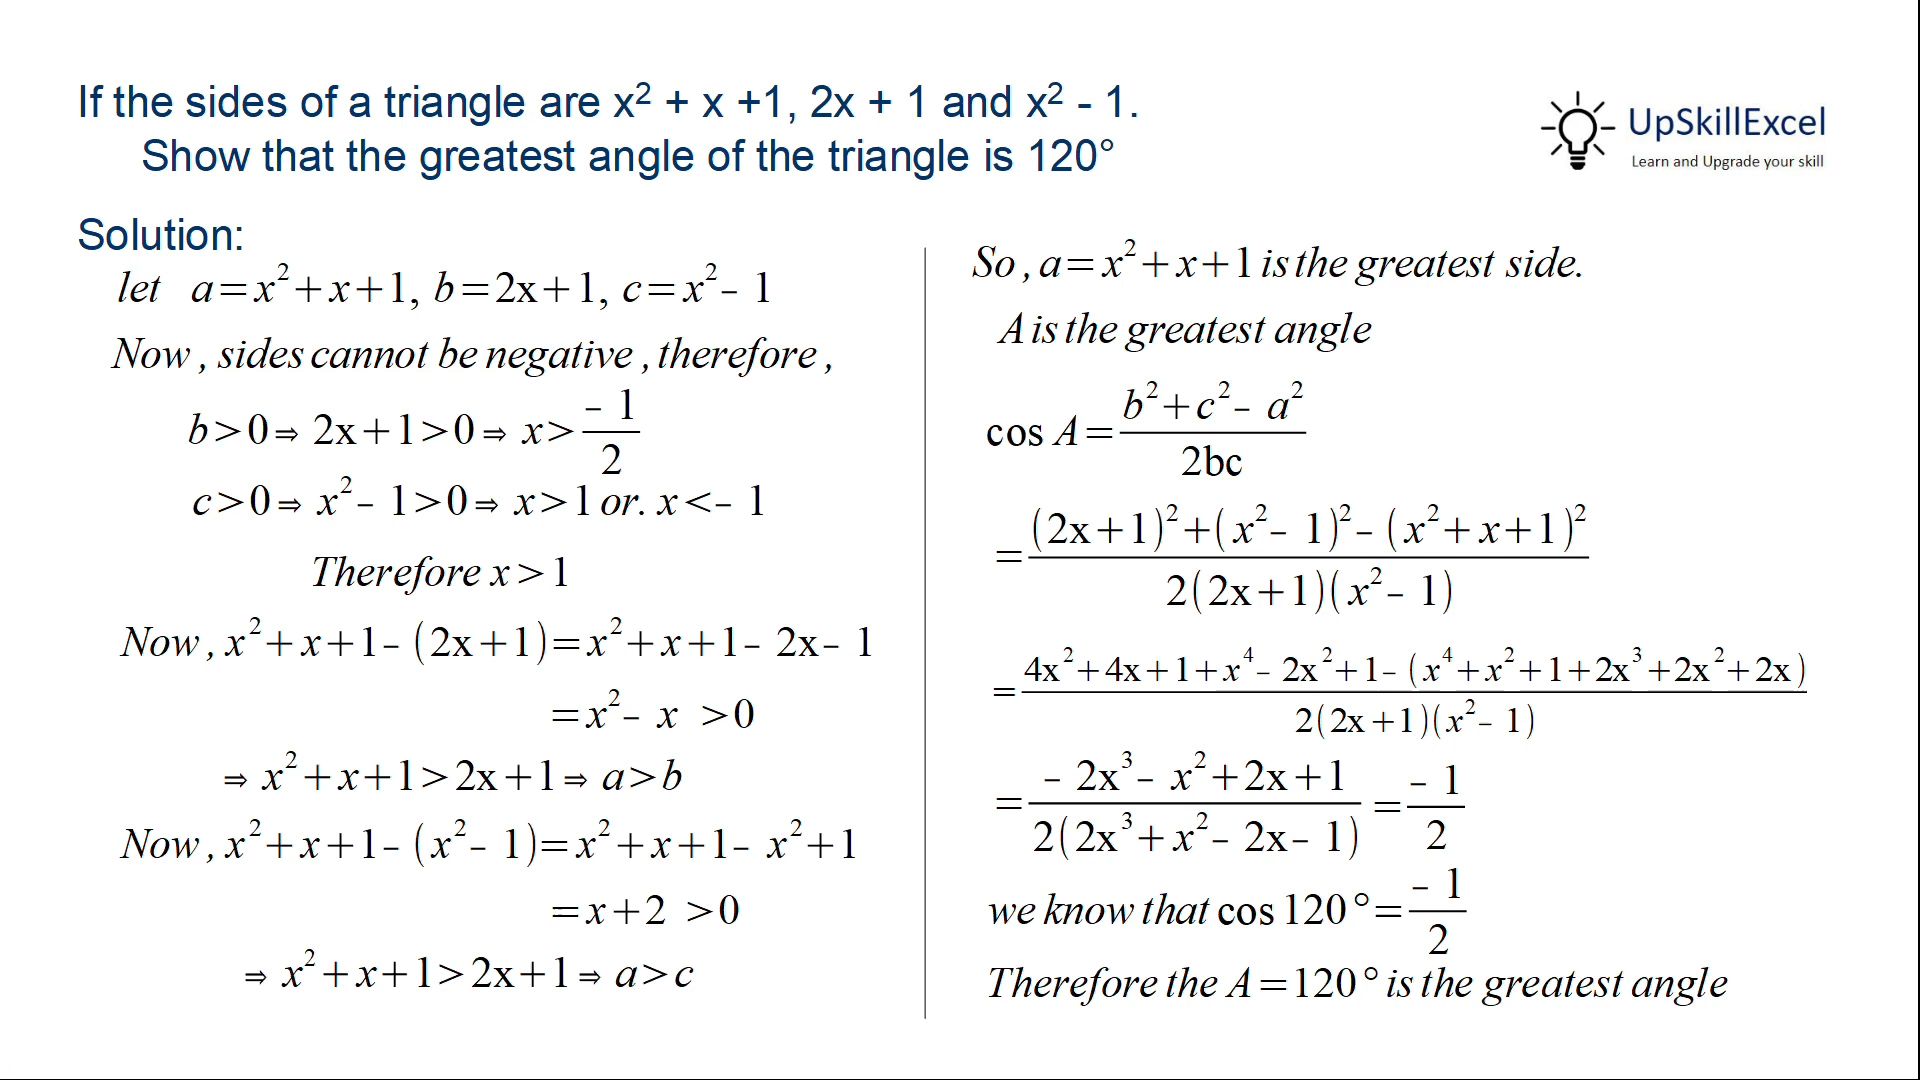 If the sides of a triangle are x² + x +1, 2x + 1 and x² - 1.
Show that the greatest angle of the triangle is 120°
UpSkillExcel
Learn and Upgrade your skill
Solution:
let a=x²+x+1, b=2x+1, c=x²– 1
Now , sides cannot be negative , therefore ,
b>0⇒ 2x+1>0⇒ x>(– 1)/2
c>0⇒ x²– 1>0⇒ x>1 or. x<– 1
Therefore x>1
Now , x²+x+1– (2x+1)=x²+x+1– 2x– 1
=x²– x >0
⇒ x²+x+1>2x+1⇒ a>b
Now , x²+x+1– (x²– 1)=x²+x+1– x²+1
=x+2 >0
⇒ x²+x+1>2x+1⇒ a>c
So , a=x²+x+1 is the greatest side.
A is the greatest angle
cos A=(b²+c²– a²)/(2bc)
=((2x+1)²+(x²– 1)²– (x²+x+1)²)/(2(2x+1)(x²– 1))
=(4x²+4x+1+x⁴– 2x²+1– (x⁴+x²+1+2x³+2x²+2x))/(2(2x+1)(x²– 1))
=(– 2x³– x²+2x+1)/(2(2x³+x²– 2x– 1))=(– 1)/2
we know that cos 120°=(– 1)/2
Therefore the A=120° is the greatest angle